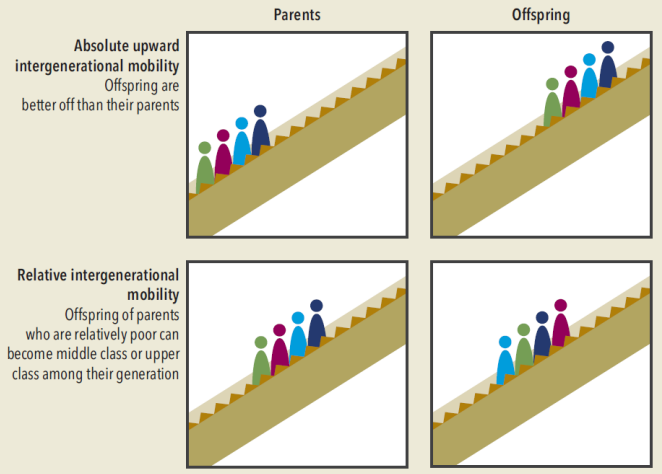 Parents
Offspring
Absolute upward
intergenerational mobility
Offspring are
better off than their parents
Relative intergenerational
mobility
Offspring of parents
who are relatively poor can
become middle class or upper
class among their generation